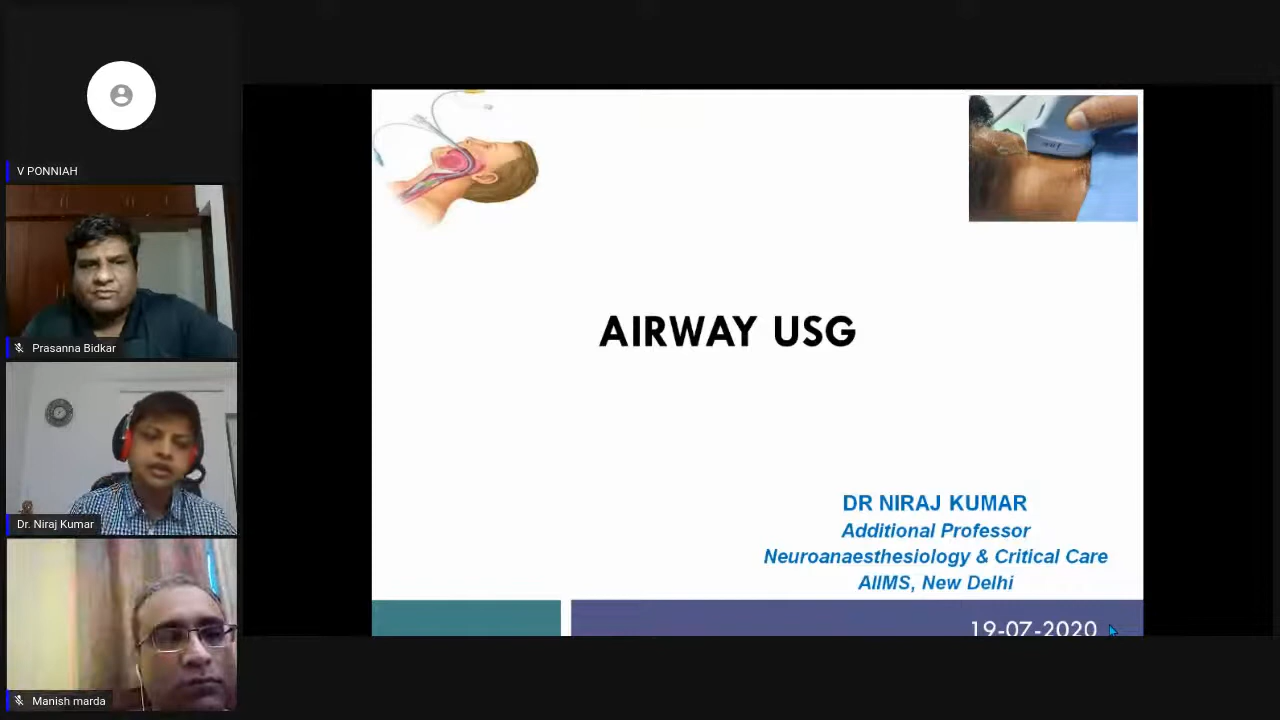 V PONNIAH
Prasanna Bidkar
Dr. Niraj Kumar
Manish marda
AIRWAY USG
DR NIRAJ KUMAR
Additional Professor
Neuroanaesthesiology & Critical Care
AIIMS, New Delhi
19-07-2020